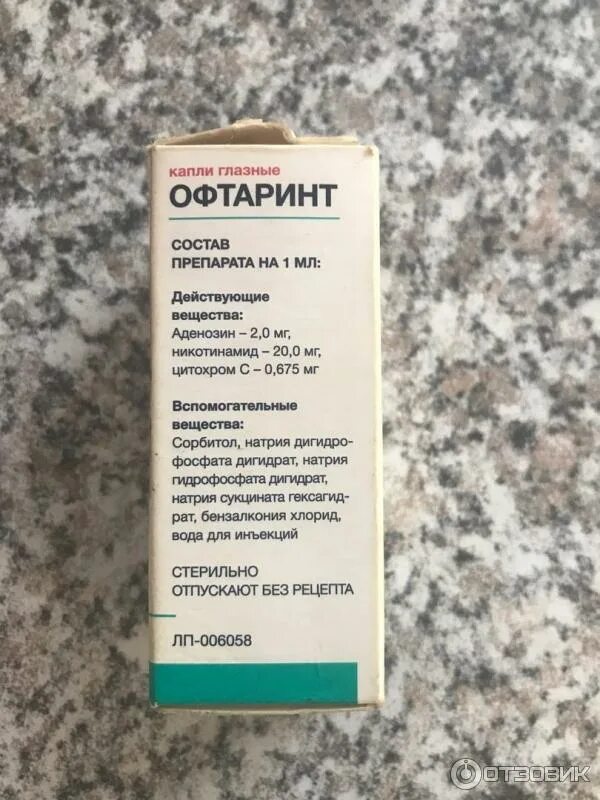 капли глазные
ОФТАРИНТ
СОСТАВ
ПРЕПАРАТА НА 1 МЛ:
Действующие
вещества:
Аденозин – 2,0 мг,
никотинамид – 20,0 мг,
цитохром С – 0,675 мг
Вспомогательные
вещества:
Сорбитол, натрия дигидро-
фосфата дигидрат, натрия
гидрофосфата дигидрат,
натрия сукцината гексагид-
рат, бензалкония хлорид,
вода для инъекций
СТЕРИЛЬНО
ОТПУСКАЮТ БЕЗ РЕЦЕПТА
ЛП-006058
ОТЗОВИК